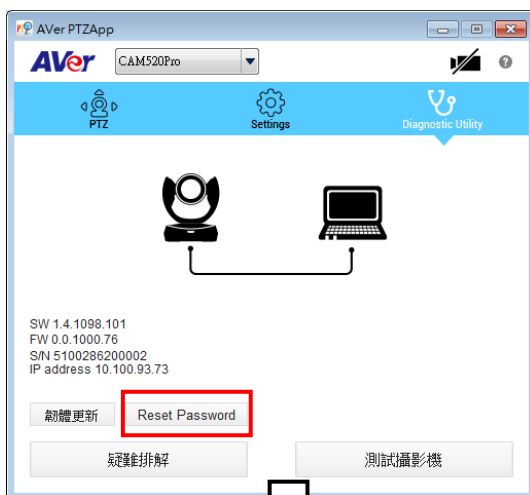 AVer PTZApp
AVer CAM520Pro
PTZ Settings Diagnostic Utility
SW 1.4.1098.101
FW 0.0.1000.76
S/N 5100286200002
IP address 10.100.93.73
韌體更新 Reset Password
疑難排解 測試攝影機